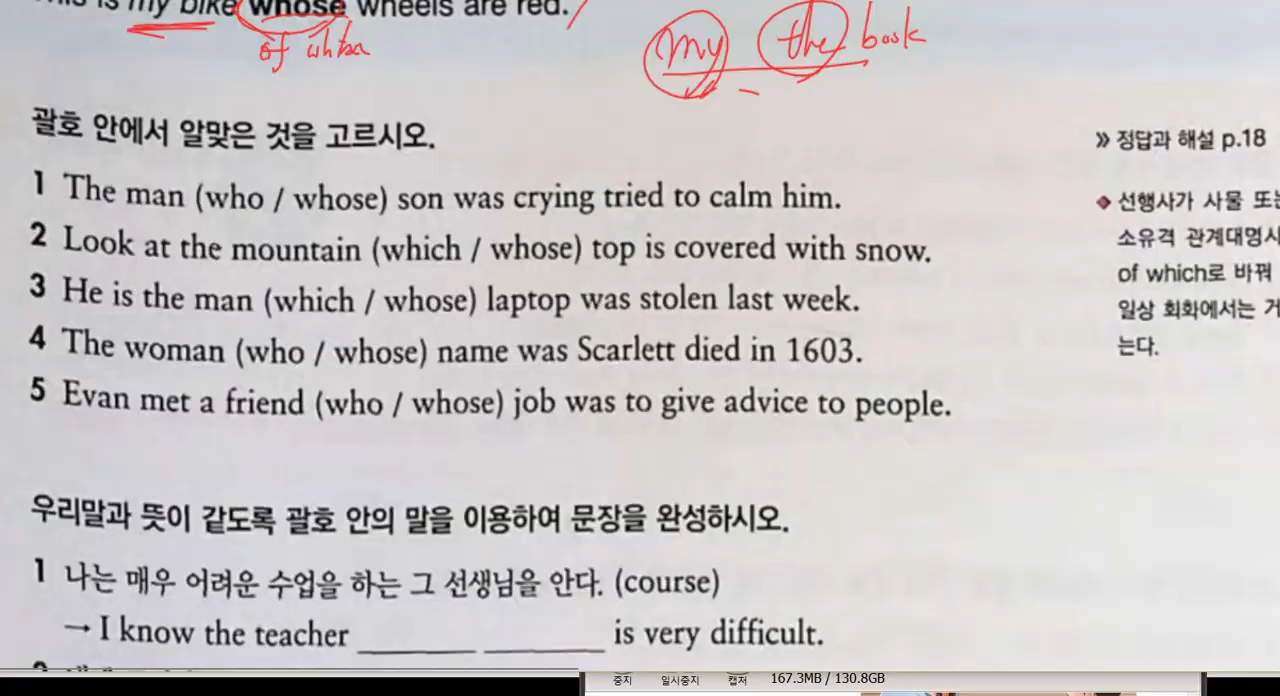 is my bike whose wheels are red.
of which
my the book
괄호 안에서 알맞은 것을 고르시오.
» 정답과 해설 p.18
1 The man (who / whose) son was crying tried to calm him.
2 Look at the mountain (which / whose) top is covered with snow.
3 He is the man (which / whose) laptop was stolen last week.
4 The woman (who / whose) name was Scarlett died in 1603.
5 Evan met a friend (who / whose) job was to give advice to people.
선행사가 사물 또는
소유격 관계대명사
of which로 바꿔
일상 회화에서는 거
는다.
우리말과 뜻이 같도록 괄호 안의 말을 이용하여 문장을 완성하시오.
1 나는 매우 어려운 수업을 하는 그 선생님을 안다. (course)
→ I know the teacher ________ ________ is very difficult.
중지 일시중지 캡처 167.3MB / 130.8GB